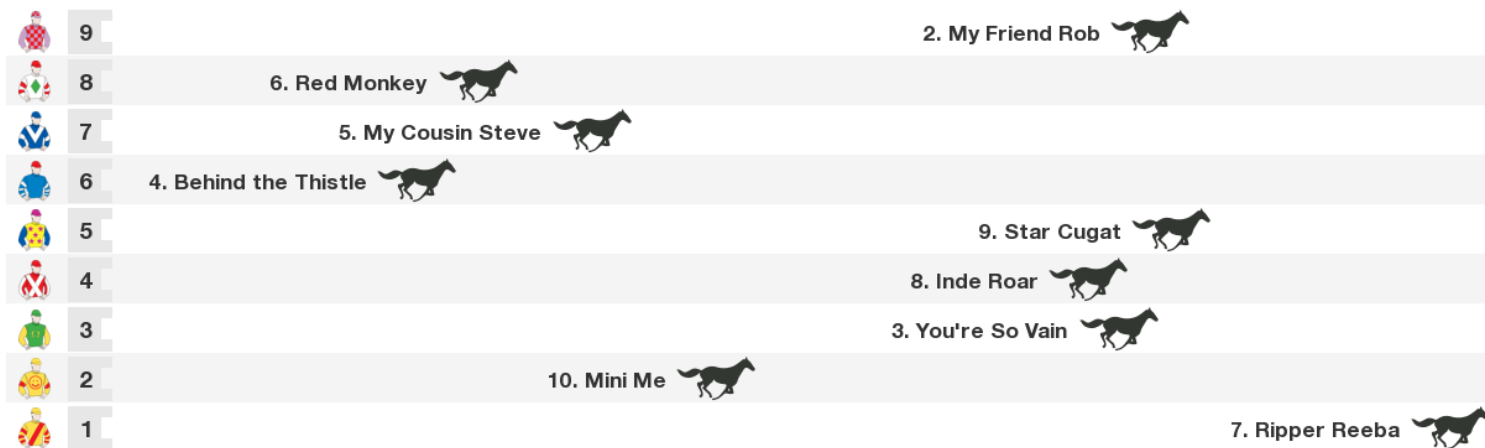 9 2. My Friend Rob
8 6. Red Monkey
7 5. My Cousin Steve
6 4. Behind the Thistle
5 9. Star Cugat
4 8. Inde Roar
3 3. You're So Vain
2 10. Mini Me
1 7. Ripper Reeba